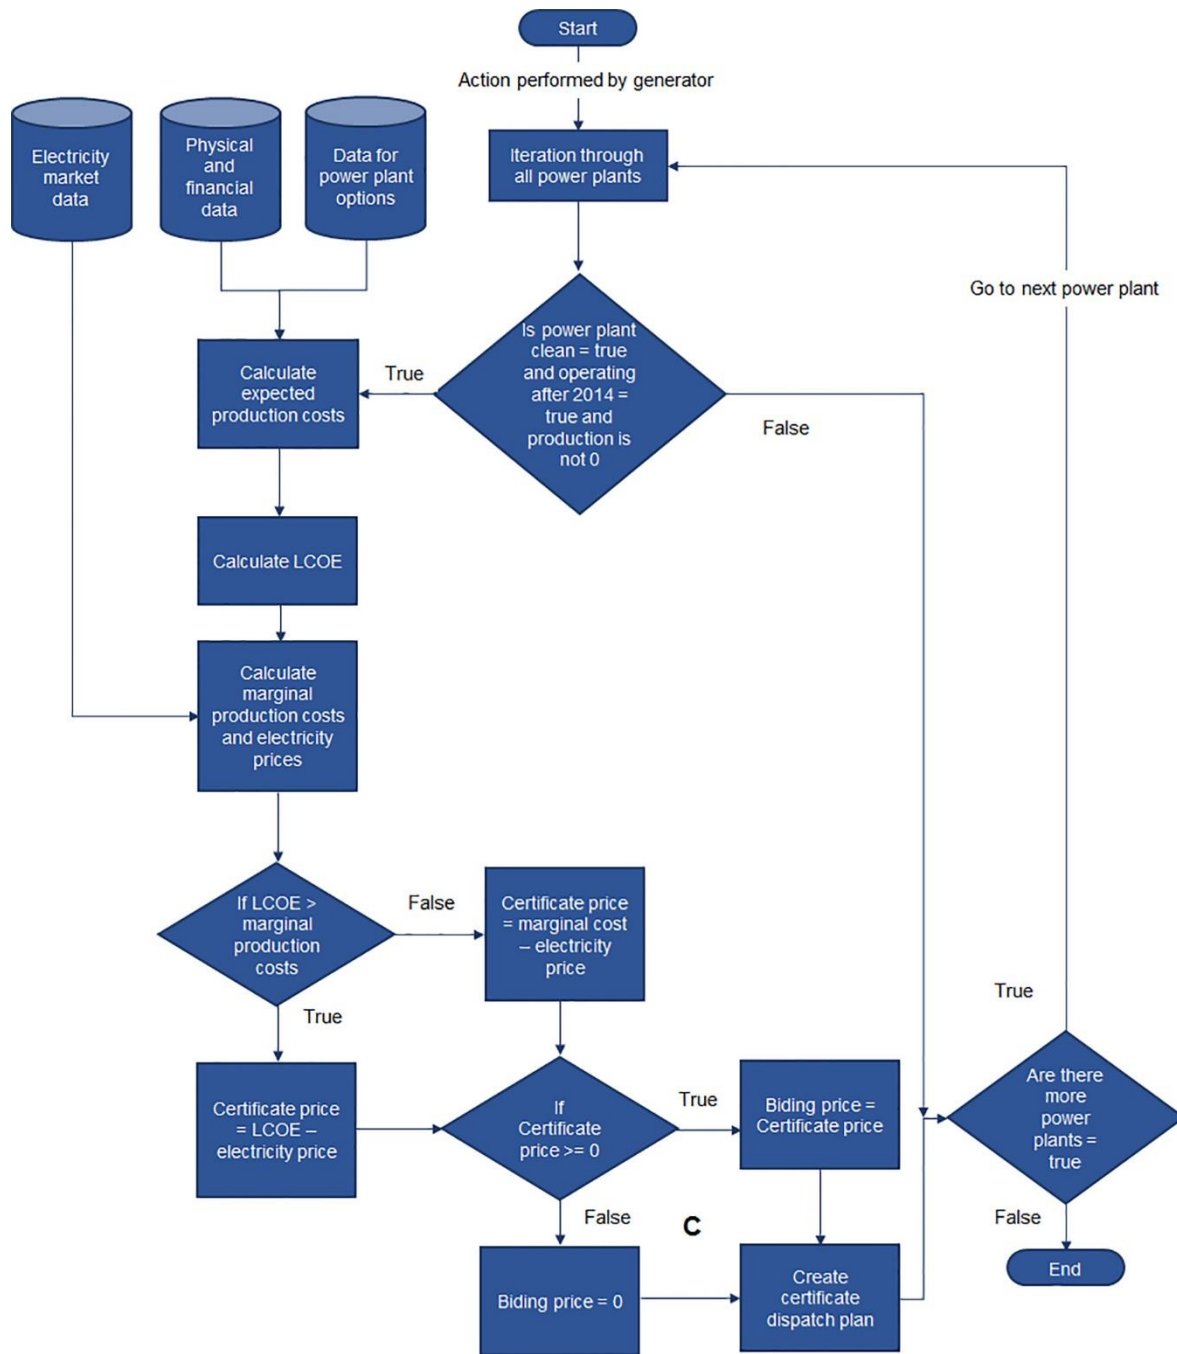 Start
Action performed by generator
Electricity
market
data
Physical
and
financial
data
Data for
power plant
options
Iteration through
all power plants
Go to next power plant
Is power plant
clean = true
and operating
after 2014 =
true and
production is
not 0
True
False
Calculate
expected
production costs
Calculate LCOE
Calculate
marginal
production costs
and electricity
prices
If LCOE >
marginal
production
costs
False
True
Certificate price
= marginal cost
– electricity
price
Certificate price
= LCOE –
electricity price
If
Certificate
price >= 0
True
False
Biding price =
Certificate price
C
Biding price = 0
Create
certificate
dispatch plan
True
Are there
more
power
plants =
true
False
End